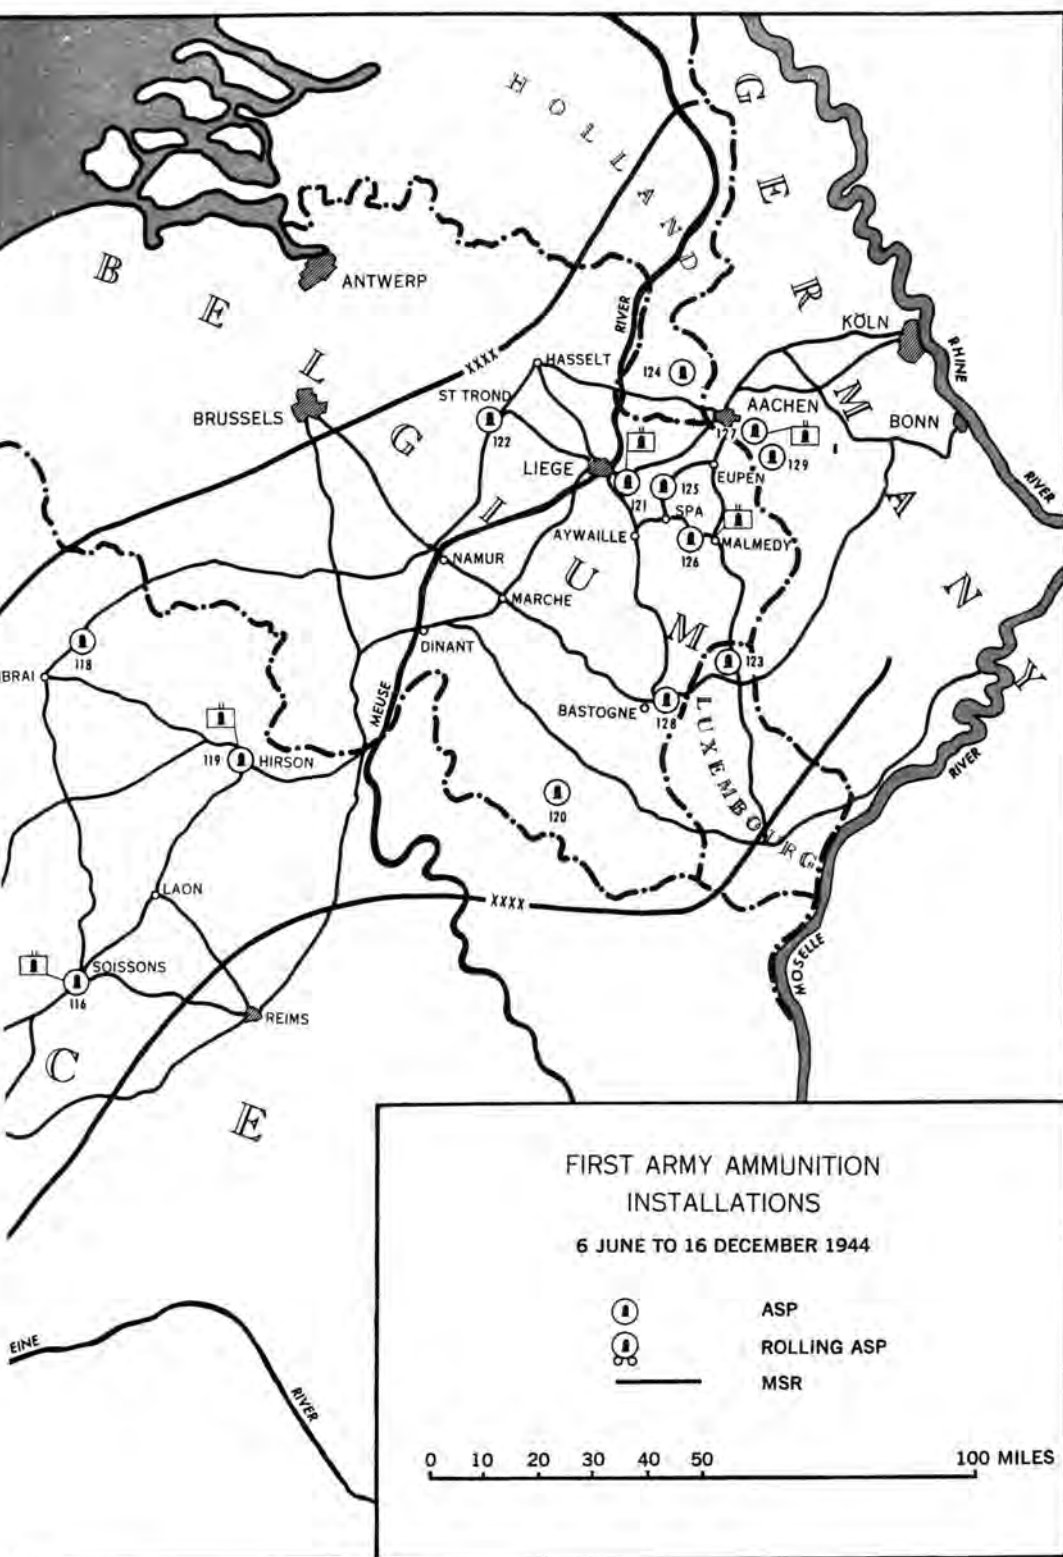 HOLLAND
GERMANY
BELGIUM
ANTWERP
KÖLN
RHINE
RIVER
RIVER
XXXX
HASSELT
124
ST TROND
122
BRUSSELS
AACHEN
127
129
BONN
LIEGE
121
EUPEN
125
SPA
AYWAILLE
126
MALMEDY
NAMUR
MARCHE
DINANT
118
BRAI
123
BASTOGNE
128
MEUSE
LUXEMBOURG
119
HIRSON
120
RIVER
LAON
XXXX
MOSELLE
SOISSONS
116
REIMS
C
E
FIRST ARMY AMMUNITION
INSTALLATIONS
6 JUNE TO 16 DECEMBER 1944
ASP
ROLLING ASP
MSR
EINE
RIVER
0 10 20 30 40 50 100 MILES